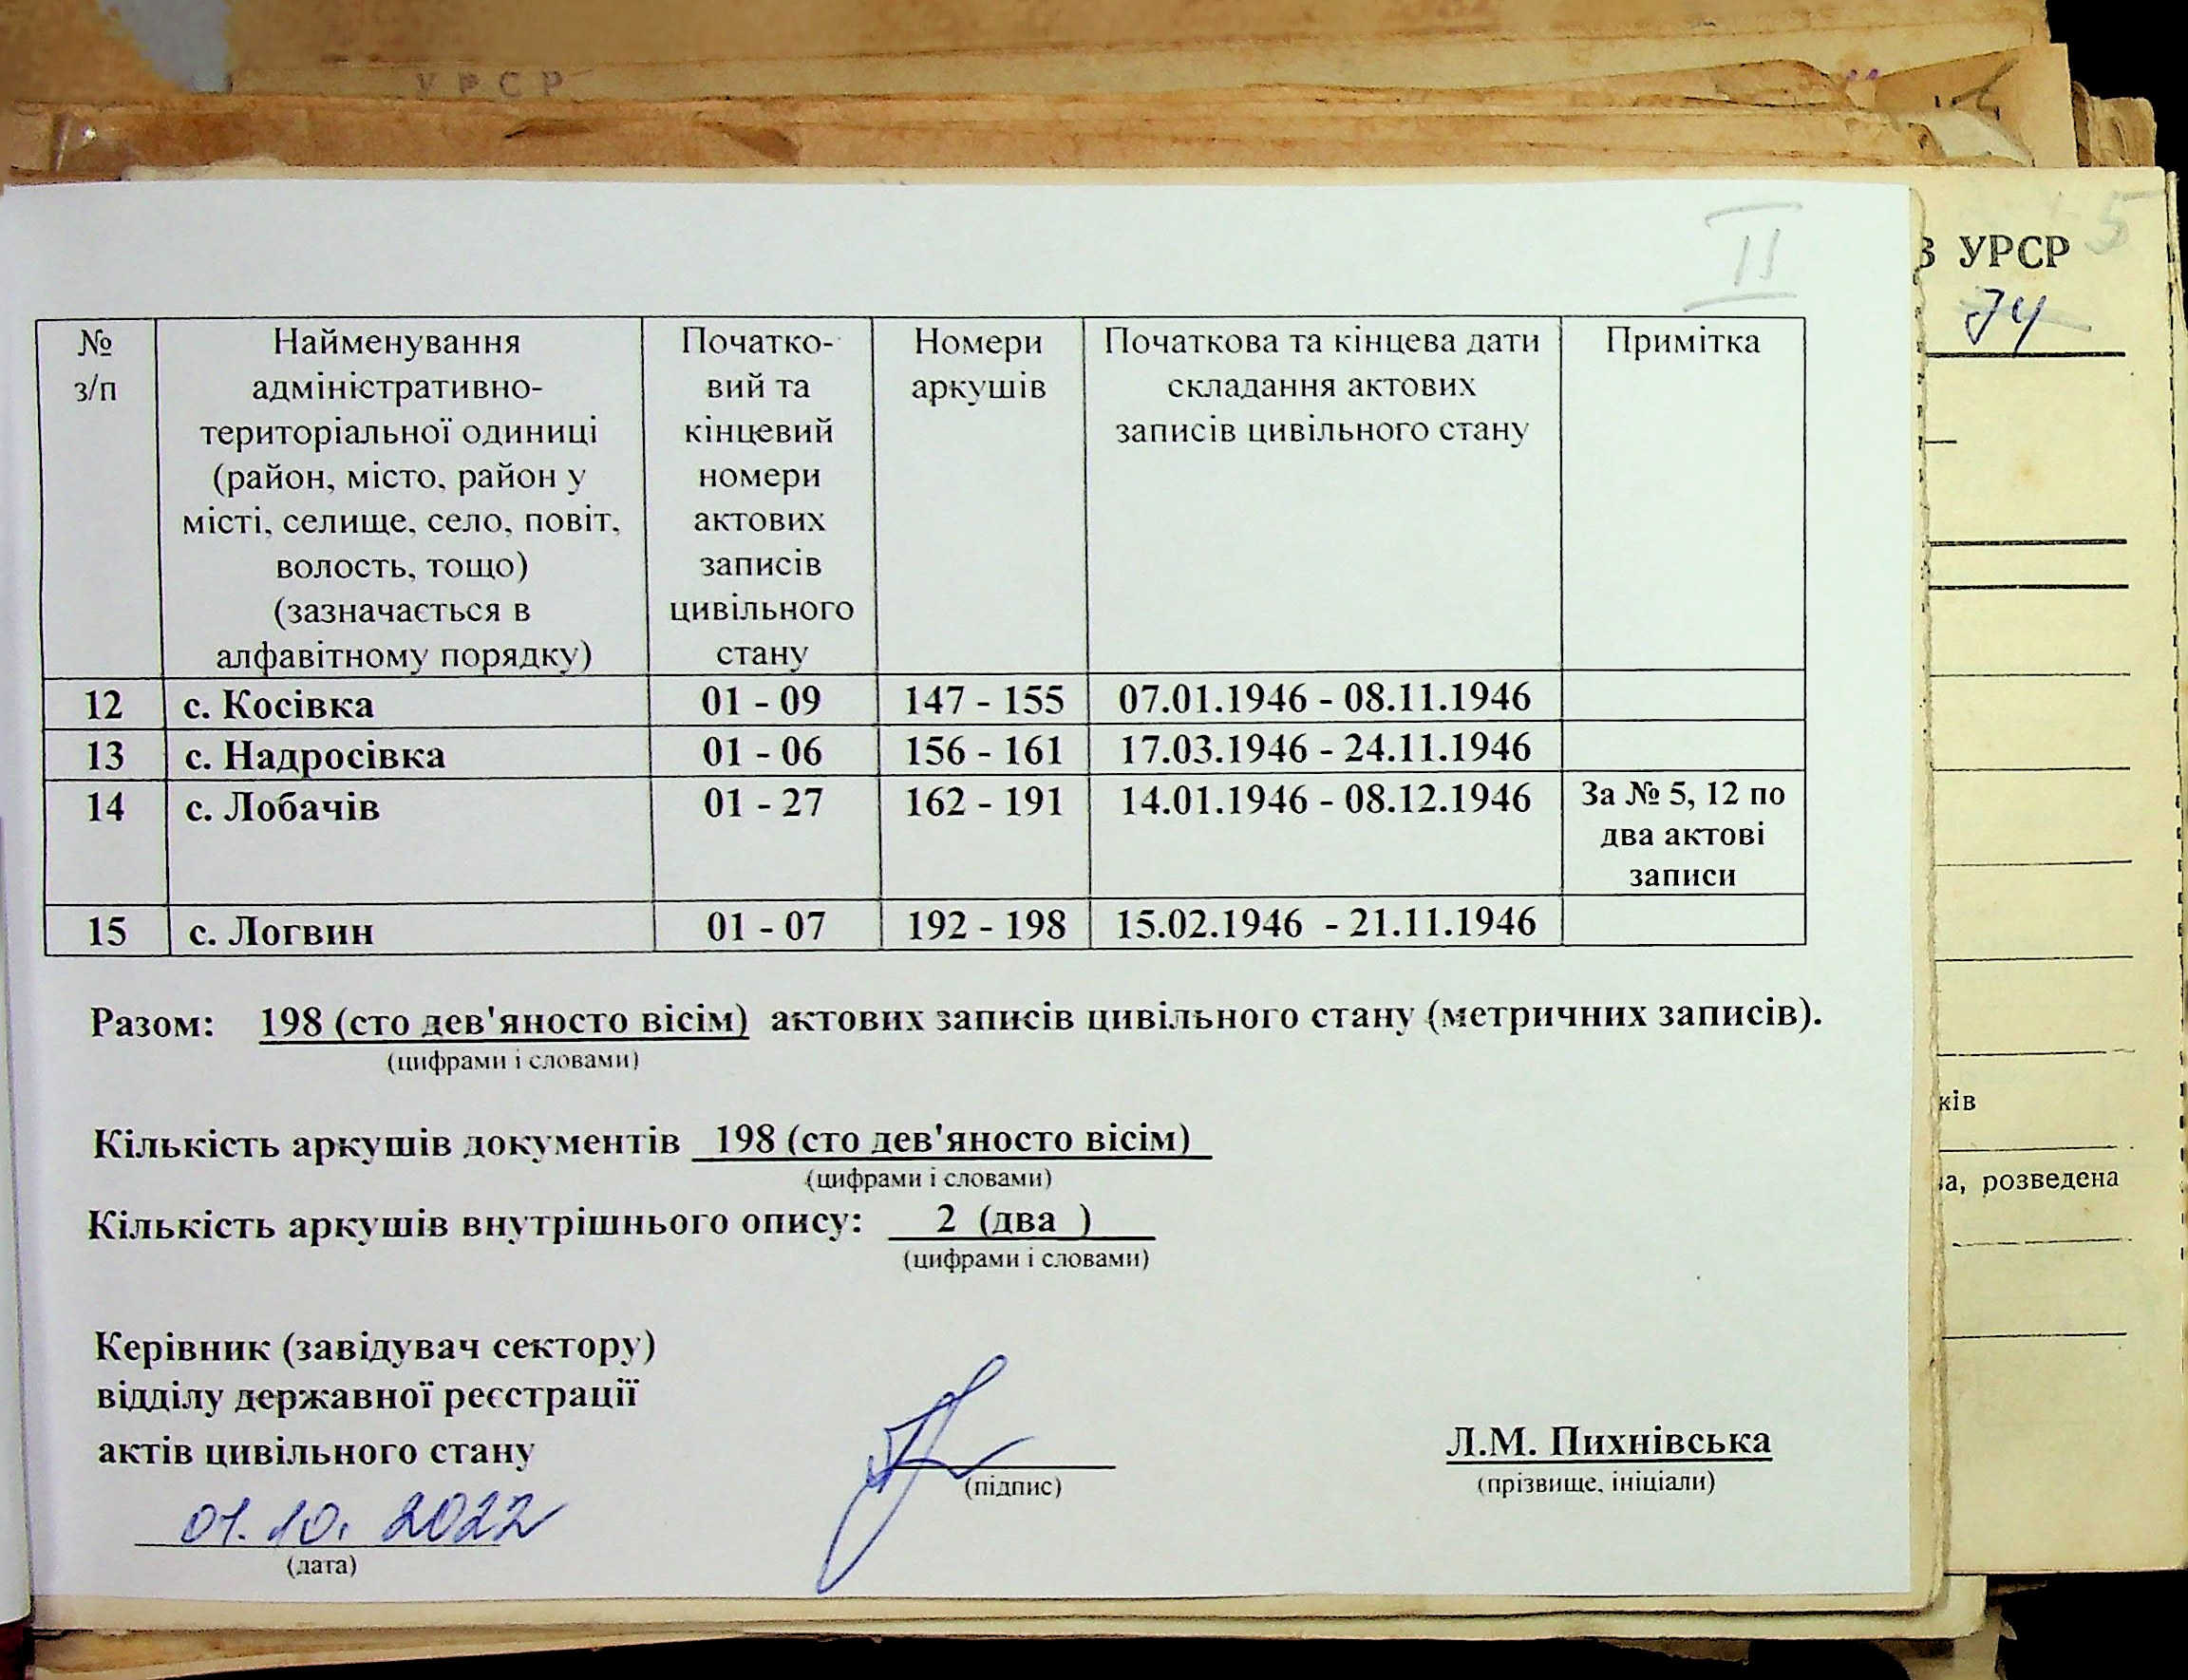 УРСР
II
№
з/п
Найменування
адміністративно-
територіальної одиниці
(район, місто, район у
місті, селище, село, повіт,
волость, тощо)
(зазначається в
алфавітному порядку)
Початко-
вий та
кінцевий
номери
актових
записів
цивільного
стану
Номери
аркушів
Початкова та кінцева дати
складання актових
записів цивільного стану
Примітка
12 с. Косівка 01 - 09 147 - 155 07.01.1946 - 08.11.1946
13 с. Надросівка 01 - 06 156 - 161 17.03.1946 - 24.11.1946
14 с. Лобачів 01 - 27 162 - 191 14.01.1946 - 08.12.1946 За № 5, 12 по
два актові
записи
15 с. Логвин 01 - 07 192 - 198 15.02.1946 - 21.11.1946
Разом: 198 (сто дев'яносто вісім) актових записів цивільного стану (метричних записів).
(цифрами і словами)
Кількість аркушів документів 198 (сто дев'яносто вісім)
(цифрами і словами)
Кількість аркушів внутрішнього опису: 2 (два )
(цифрами і словами)
Керівник (завідувач сектору)
відділу державної реєстрації
актів цивільного стану
(підпис)
Л.М. Пихнівська
(прізвище, ініціали)
01.10.2022
(дата)
5
В УРСР
ків
а, розведена